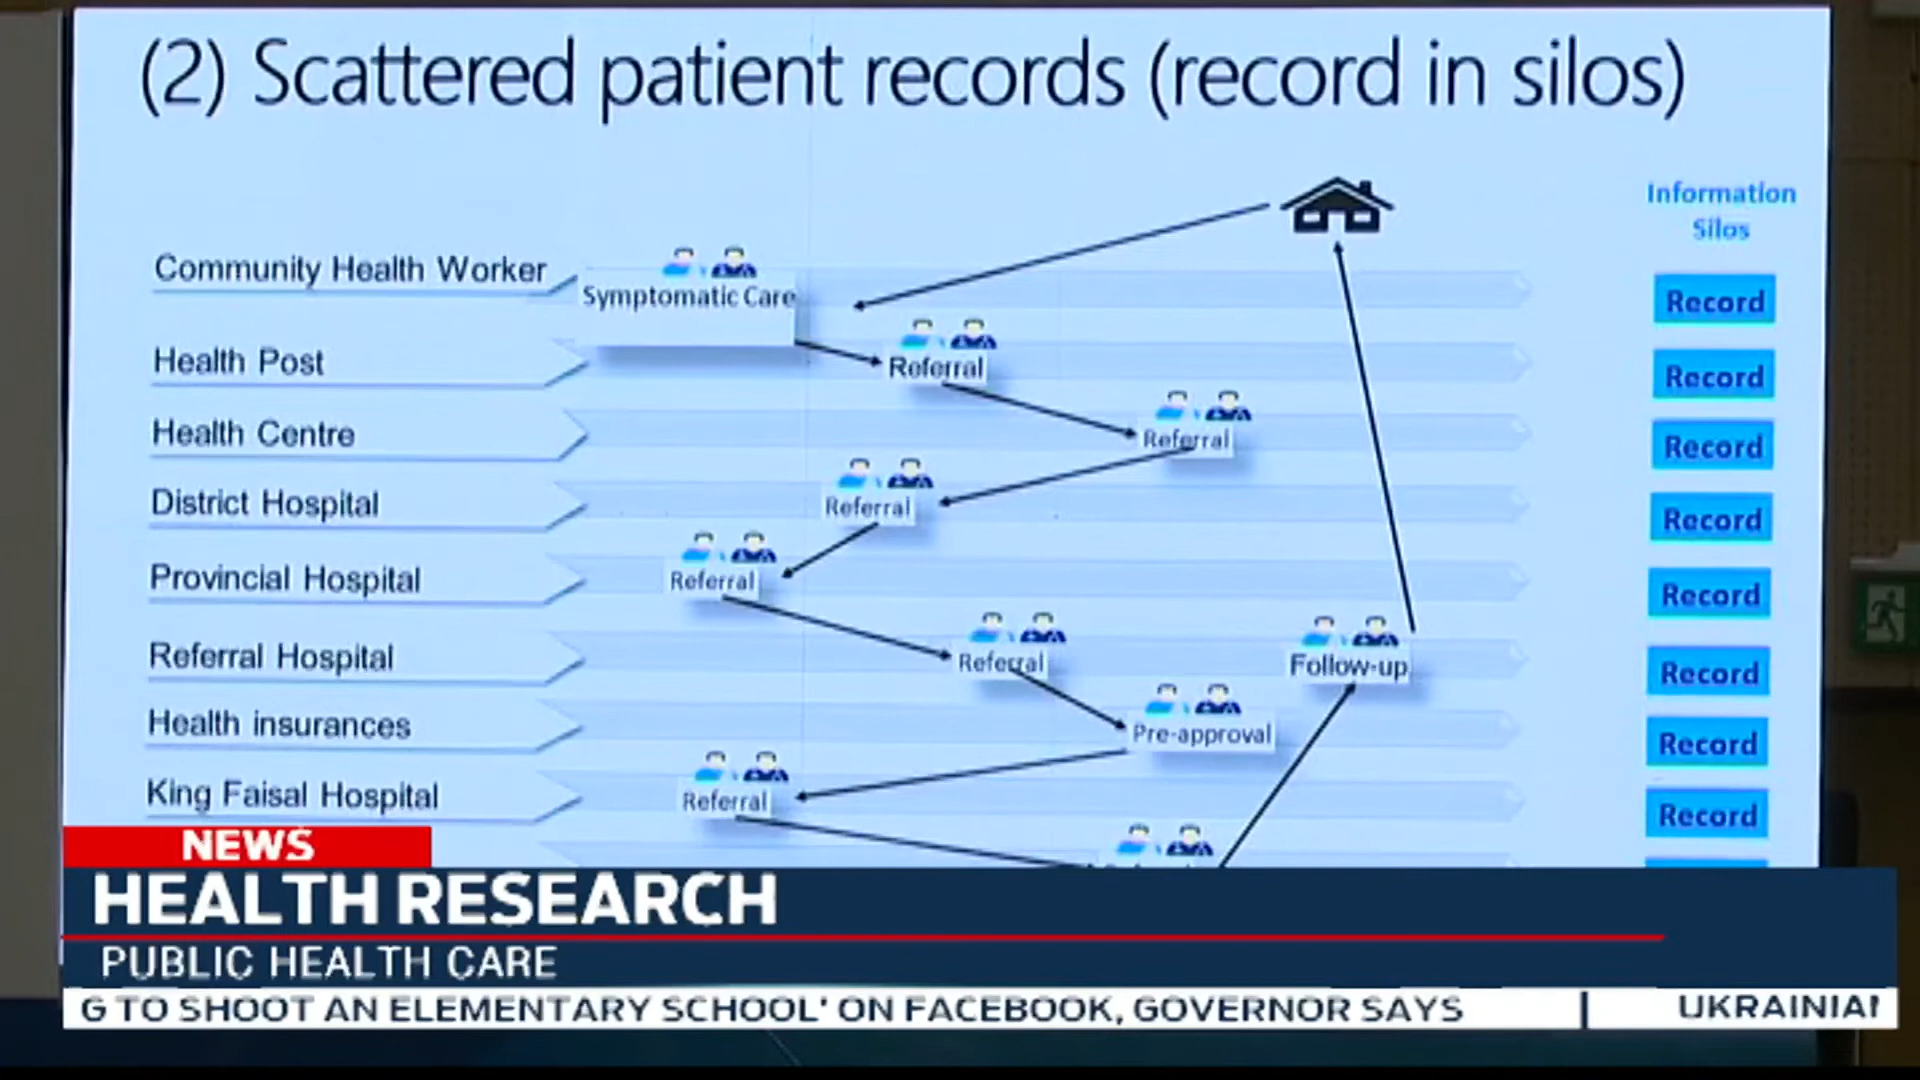 (2) Scattered patient records (record in silos)
Information
Silos
Community Health Worker
Symptomatic Care
Record
Health Post
Referral
Record
Health Centre
Referral
Record
District Hospital
Referral
Record
Provincial Hospital
Referral
Record
Referral Hospital
Referral
Follow-up
Record
Health insurances
Pre-approval
Record
King Faisal Hospital
Referral
Record
NEWS
HEALTH RESEARCH
PUBLIC HEALTH CARE
G TO SHOOT AN ELEMENTARY SCHOOL' ON FACEBOOK, GOVERNOR SAYS | UKRAINIAN